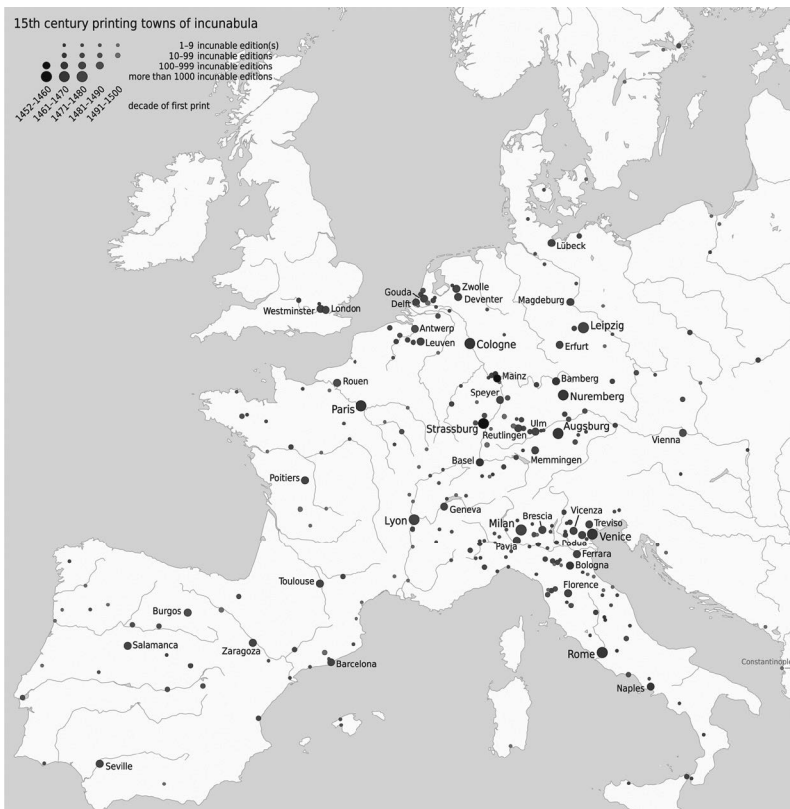 15th century printing towns of incunabula
1–9 incunable edition(s)
10–99 incunable editions
100–999 incunable editions
more than 1000 incunable editions
1452–1460
1461–1470
1471–1480
1481–1490
1491–1500
decade of first print
Lübeck
Zwolle
Gouda
Deventer
Delft
Magdeburg
Westminster
London
Antwerp
Leipzig
Leuven
Cologne
Erfurt
Mainz
Rouen
Bamberg
Speyer
Nuremberg
Paris
Strassburg
Ulm
Augsburg
Reutlingen
Vienna
Basel
Memmingen
Poitiers
Geneva
Lyon
Brescia
Vicenza
Milan
Treviso
Venice
Pavia
Padua
Ferrara
Bologna
Toulouse
Florence
Burgos
Salamanca
Zaragoza
Rome
Barcelona
Constantinople
Naples
Seville